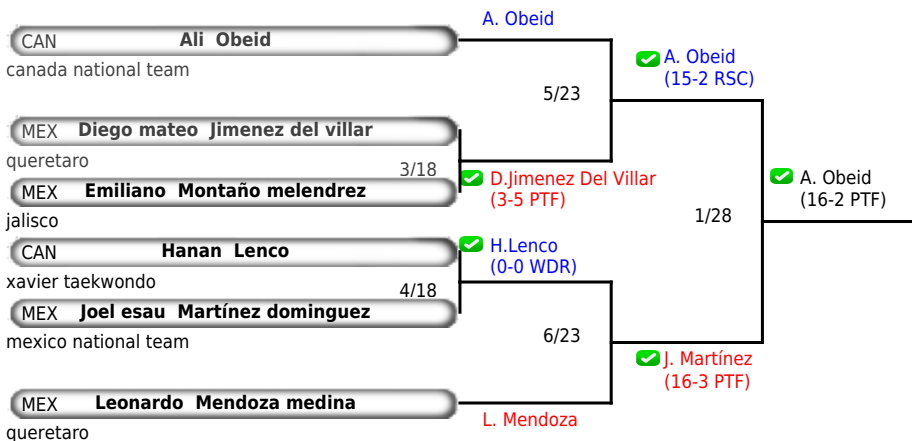 A. Obeid
CAN Ali Obeid
canada national team
A. Obeid
(15-2 RSC)
5/23
MEX Diego mateo Jimenez del villar
queretaro
3/18
MEX Emiliano Montaño melendrez
jalisco
D.Jimenez Del Villar
(3-5 PTF)
A. Obeid
(16-2 PTF)
1/28
CAN Hanan Lenco
xavier taekwondo
H.Lenco
(0-0 WDR)
4/18
MEX Joel esau Martínez dominguez
mexico national team
6/23
J. Martínez
(16-3 PTF)
MEX Leonardo Mendoza medina
queretaro
L. Mendoza